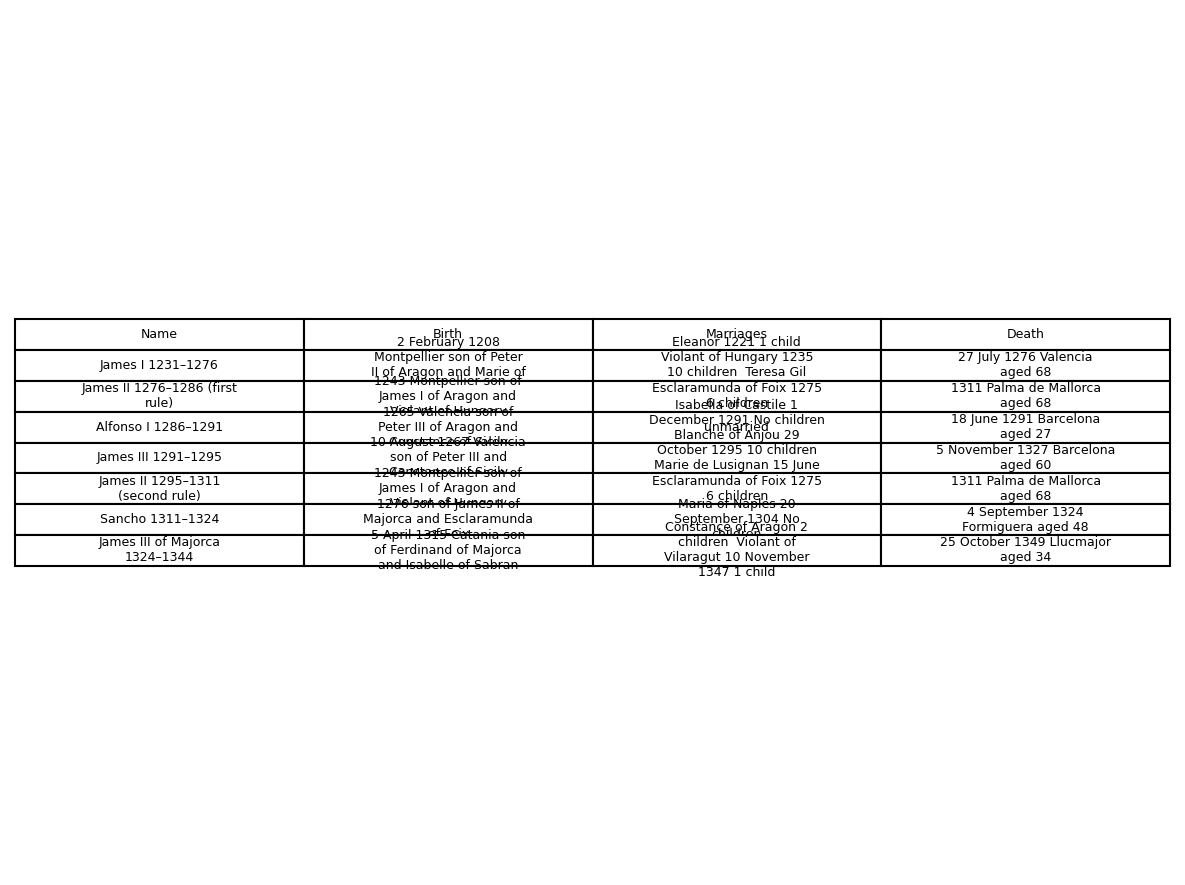 Name
Birth
Marriages
Death
James I 1231–1276
2 February 1208
Montpellier son of Peter
II of Aragon and Marie of
Eleanor 1221 1 child
Violant of Hungary 1235
10 children  Teresa Gil
27 July 1276 Valencia
aged 68
James II 1276–1286 (first
rule)
1243 Montpellier son of
James I of Aragon and
Violant of Hungary
Esclaramunda of Foix 1275
6 children
1311 Palma de Mallorca
aged 68
Alfonso I 1286–1291
1265 Valencia son of
Peter III of Aragon and
Constance of Sicily
unmarried
18 June 1291 Barcelona
aged 27
James III 1291–1295
10 August 1267 Valencia
son of Peter III and
Constance of Sicily
Isabella of Castile 1
December 1291 No children
Blanche of Anjou 29
October 1295 10 children
Marie de Lusignan 15 June
5 November 1327 Barcelona
aged 60
James II 1295–1311
(second rule)
1243 Montpellier son of
James I of Aragon and
Violant of Hungary
Esclaramunda of Foix 1275
6 children
1311 Palma de Mallorca
aged 68
Sancho 1311–1324
1276 son of James II of
Majorca and Esclaramunda
of Foix
Maria of Naples 20
September 1304 No
children
4 September 1324
Formiguera aged 48
James III of Majorca
1324–1344
5 April 1315 Catania son
of Ferdinand of Majorca
and Isabelle of Sabran
Constance of Aragon 2
children  Violant of
Vilaragut 10 November
1347 1 child
25 October 1349 Llucmajor
aged 34